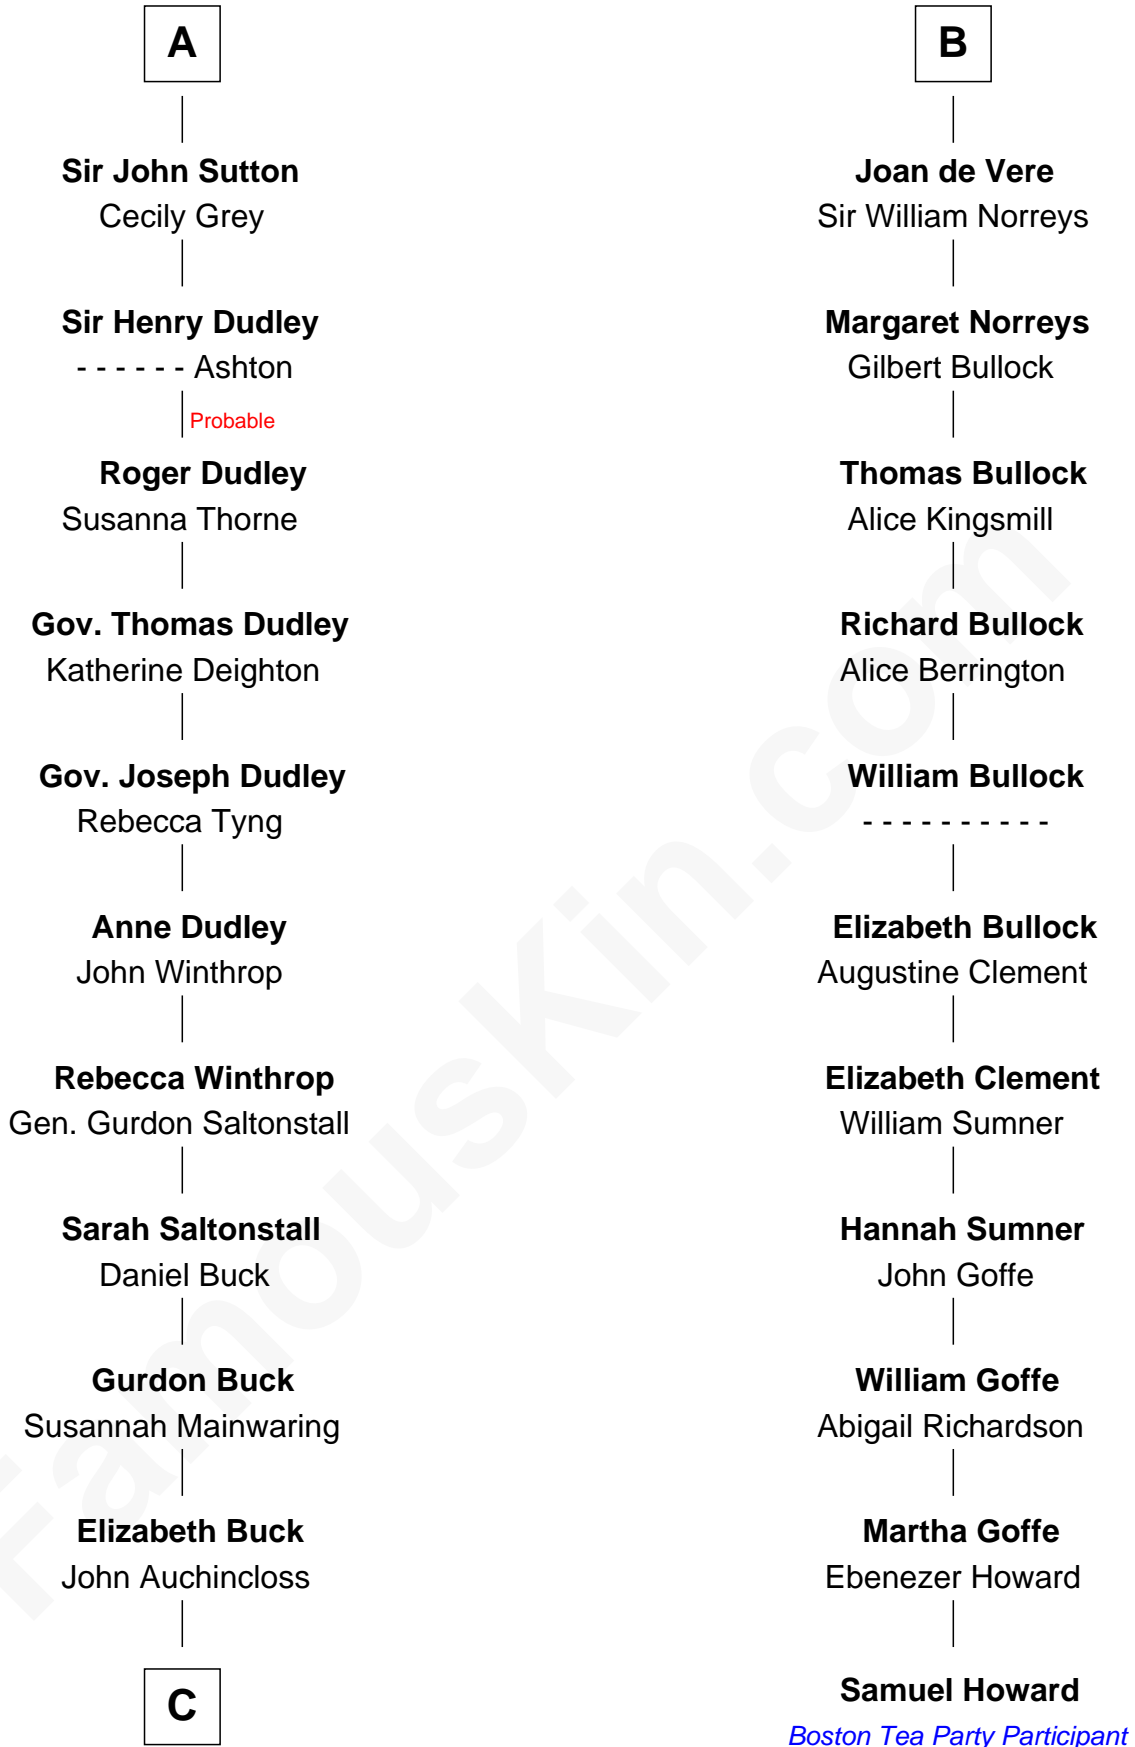 A
Sir John Sutton
Cecily Grey
Sir Henry Dudley
- - - - - - Ashton
Probable
Roger Dudley
Susanna Thorne
Gov. Thomas Dudley
Katherine Deighton
Gov. Joseph Dudley
Rebecca Tyng
Anne Dudley
John Winthrop
Rebecca Winthrop
Gen. Gurdon Saltonstall
Sarah Saltonstall
Daniel Buck
Gurdon Buck
Susannah Mainwaring
Elizabeth Buck
John Auchincloss
C
B
Joan de Vere
Sir William Norreys
Margaret Norreys
Gilbert Bullock
Thomas Bullock
Alice Kingsmill
Richard Bullock
Alice Berrington
William Bullock
- - - - - - - - - -
Elizabeth Bullock
Augustine Clement
Elizabeth Clement
William Sumner
Hannah Sumner
John Goffe
William Goffe
Abigail Richardson
Martha Goffe
Ebenezer Howard
Samuel Howard
Boston Tea Party Participant
FamousKin.com